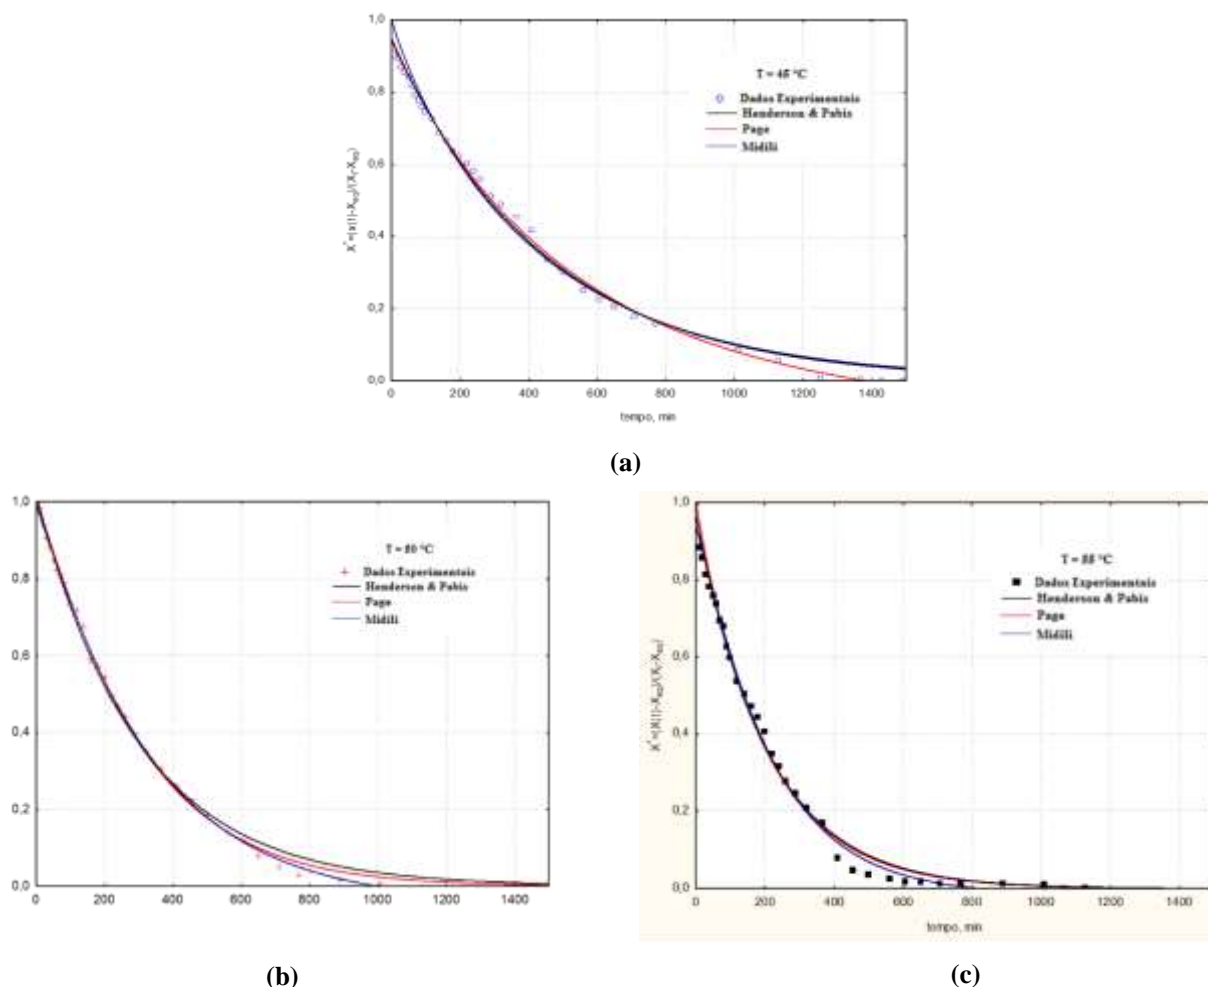 1,0
0,8
0,6
0,4
0,2
0,0
0 200 400 600 800 1000 1200 1400
tempo, min
T = 45 °C
Dados Experimentais
Henderson & Pabis
Page
Midili
(a)
1,0
0,8
0,6
0,4
0,2
0,0
0 200 400 600 800 1000 1200 1400
T = 50 °C
Dados Experimentais
Henderson & Pabis
Page
Midili
(b)
1,0
0,8
0,6
0,4
0,2
0,0
0 200 400 600 800 1000 1200 1400
tempo, min
T = 55 °C
Dados Experimentais
Henderson & Pabis
Page
Midili
(c)